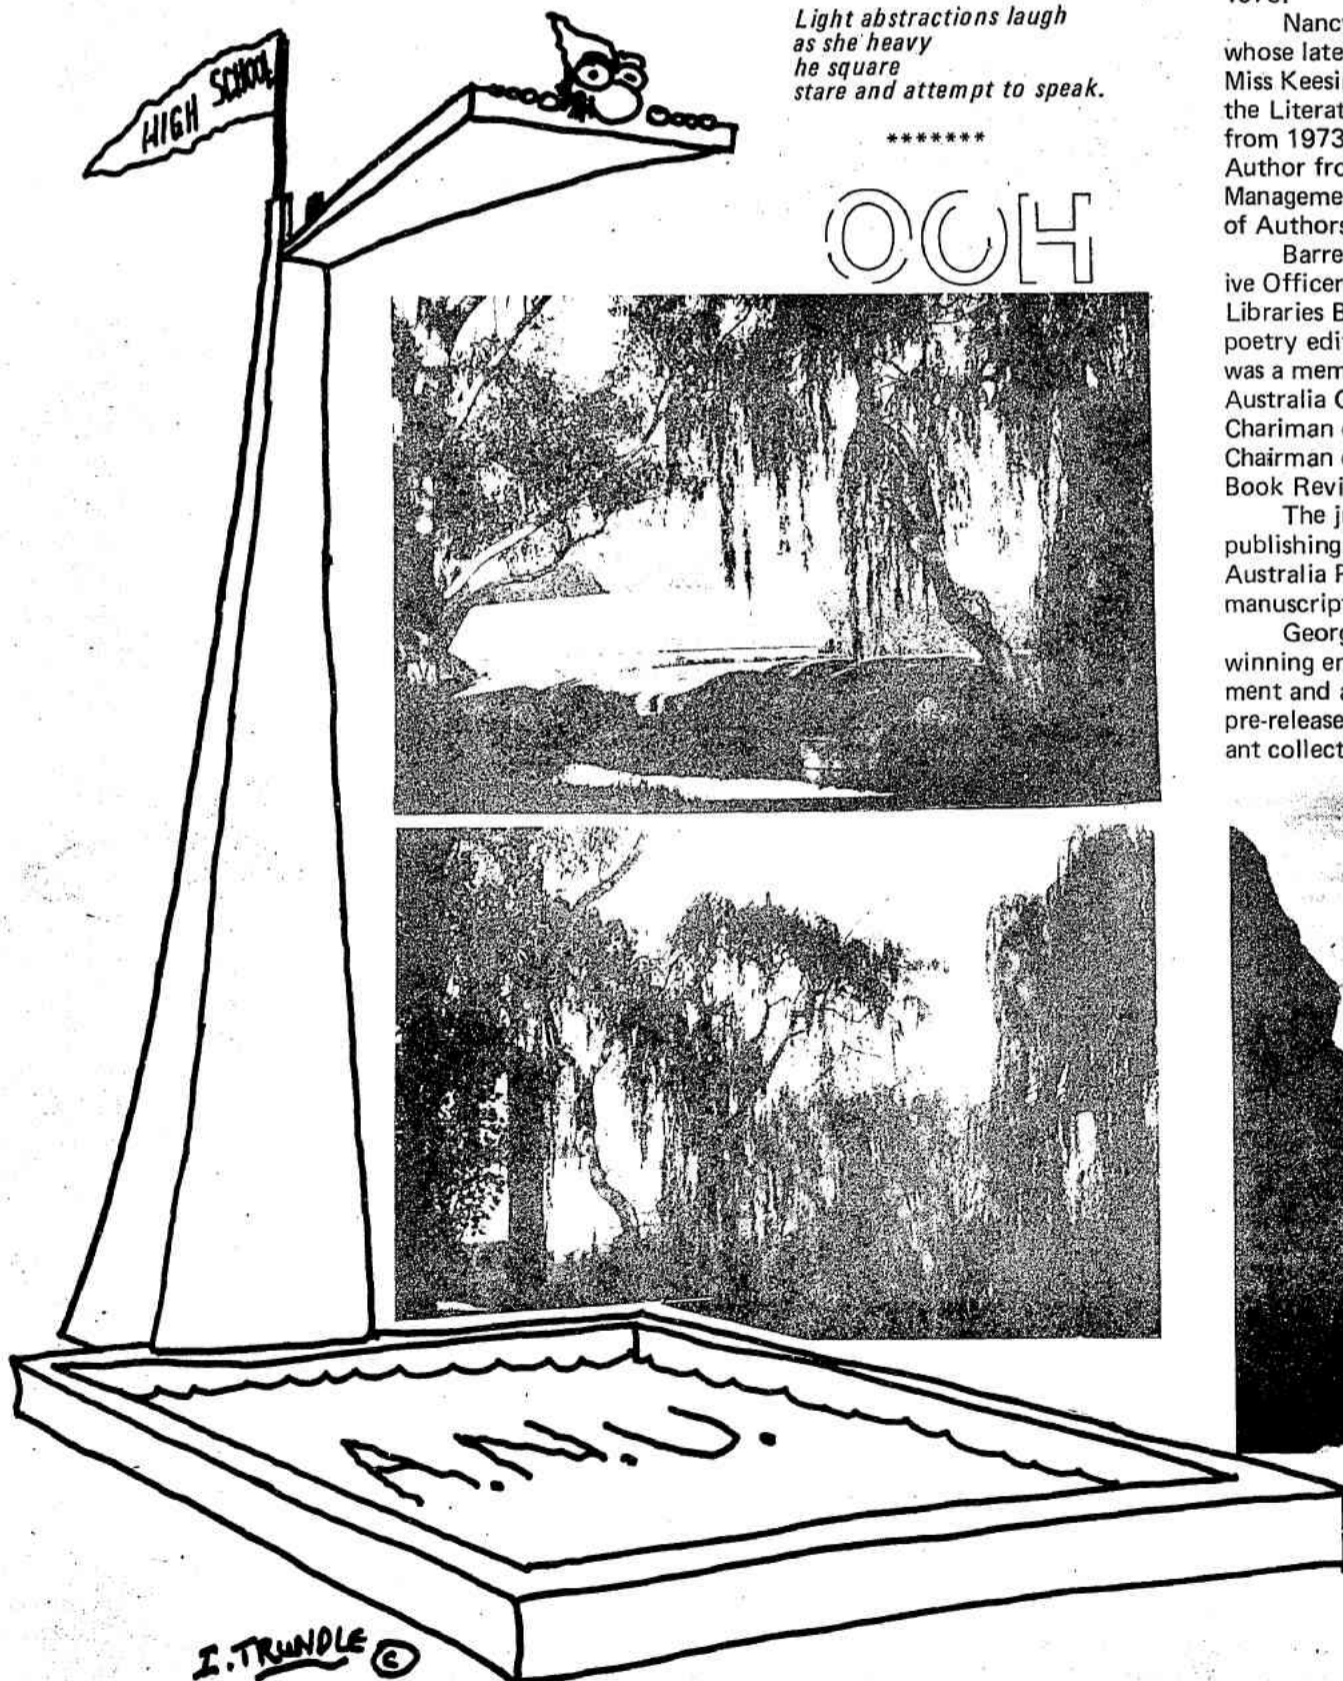 HIGH SCHOOL
Light abstractions laugh
as she heavy
he square
stare and attempt to speak.
*******
OOH
A.N.U.
I. TRUNDLE ©
Nanc
whose late
Miss Keesi
the Literat
from 1973
Author fro
Manageme
of Authors
Barre
ive Officer
Libraries B
poetry edi
was a mem
Australia C
Chariman
Chairman
Book Revi
The j
publishing
Australia
manuscrip
Georg
winning en
ment and a
pre-release
ant collect